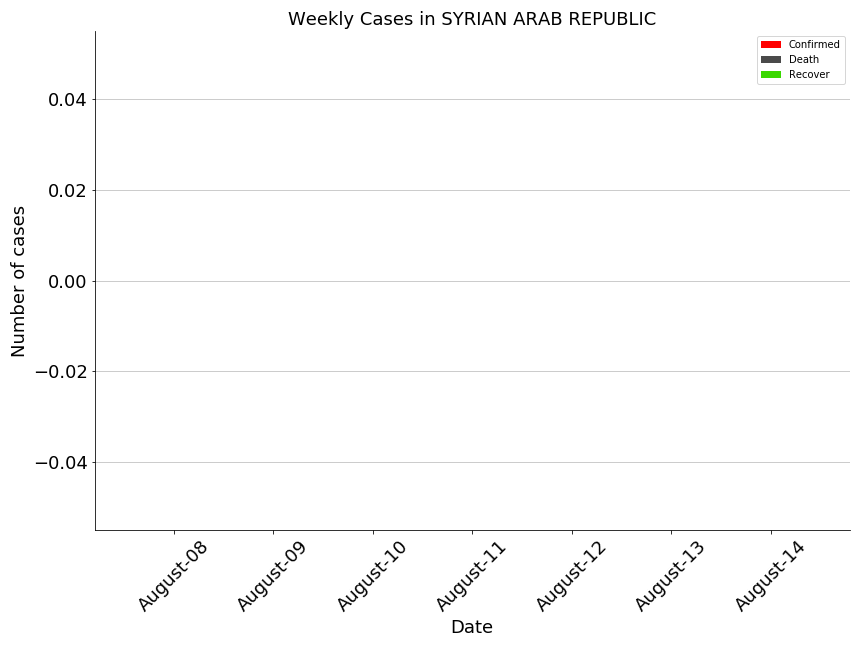 Weekly Cases in SYRIAN ARAB REPUBLIC
Confirmed
Death
Recover
Number of cases
0.04
0.02
0.00
−0.02
−0.04
August-08
August-09
August-10
August-11
August-12
August-13
August-14
Date